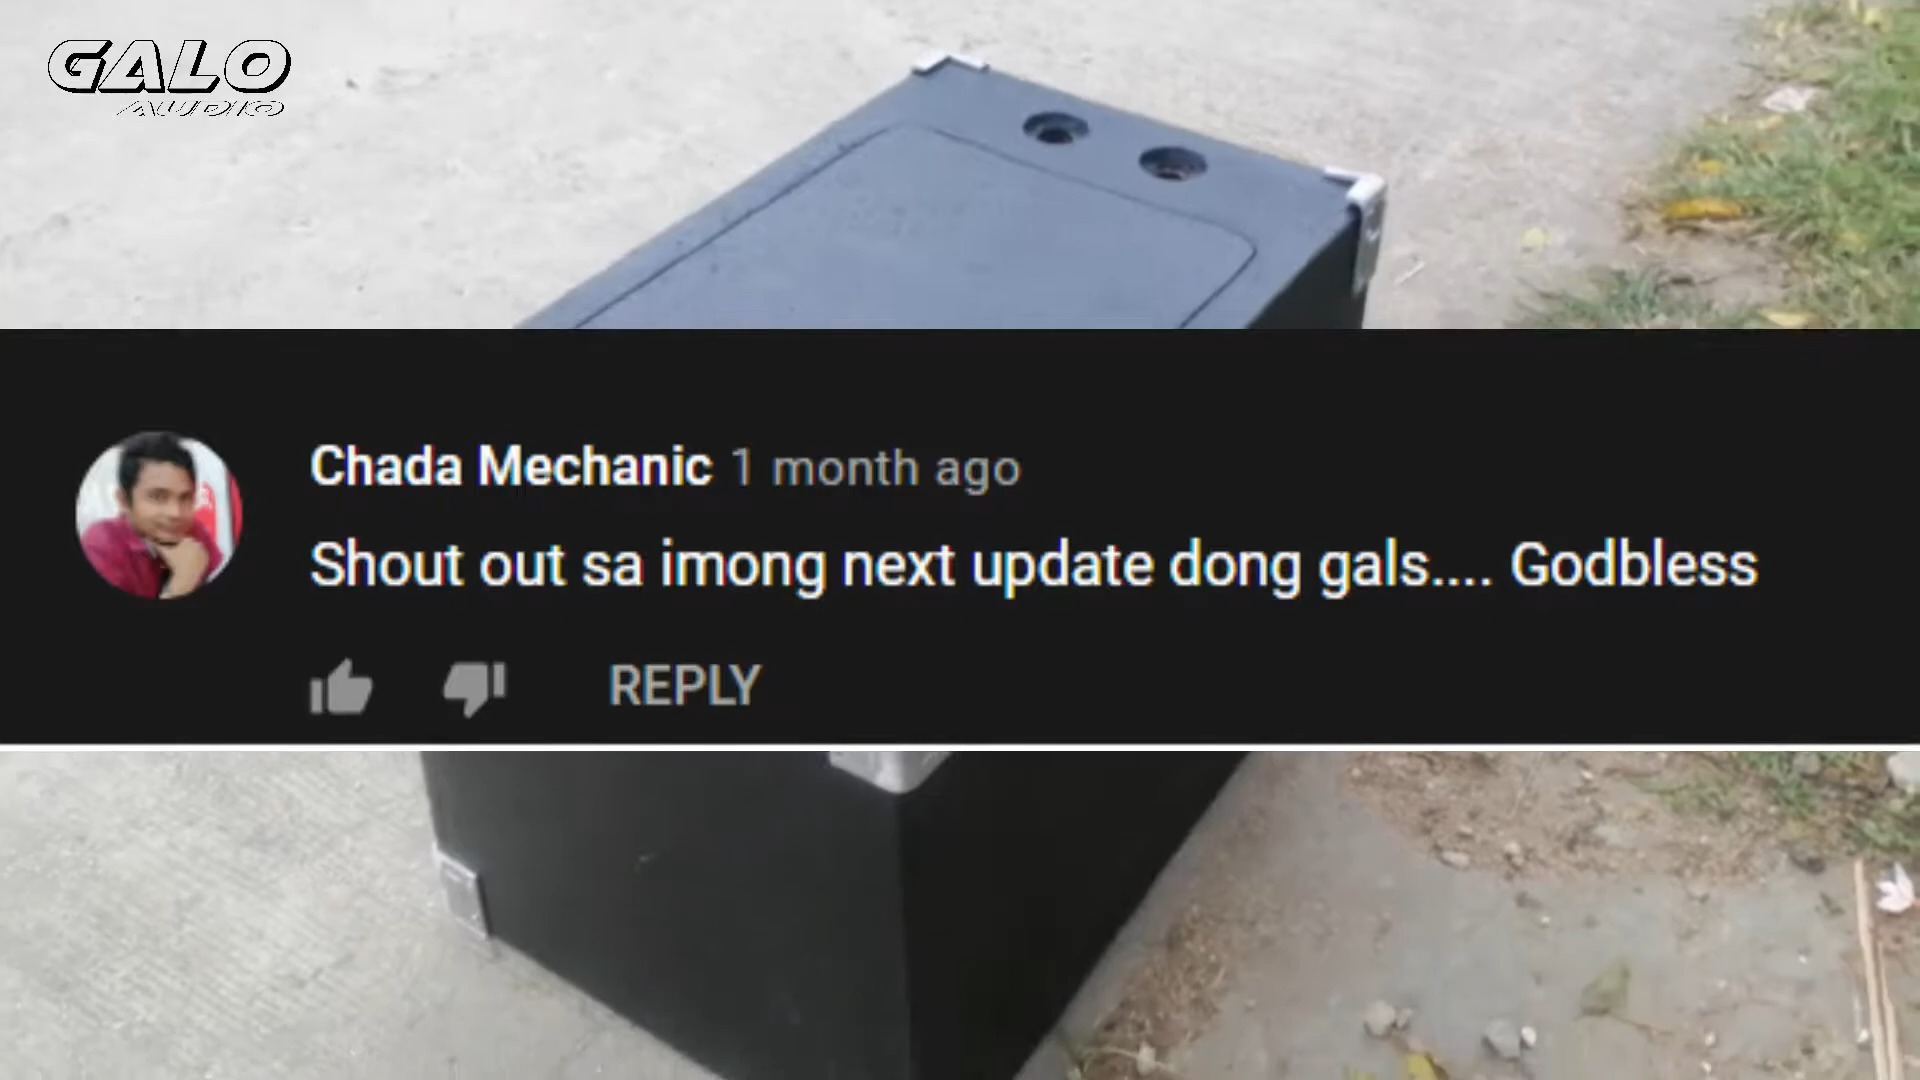 GALO
AUDIO
Chada Mechanic 1 month ago
Shout out sa imong next update dong gals.... Godbless
REPLY